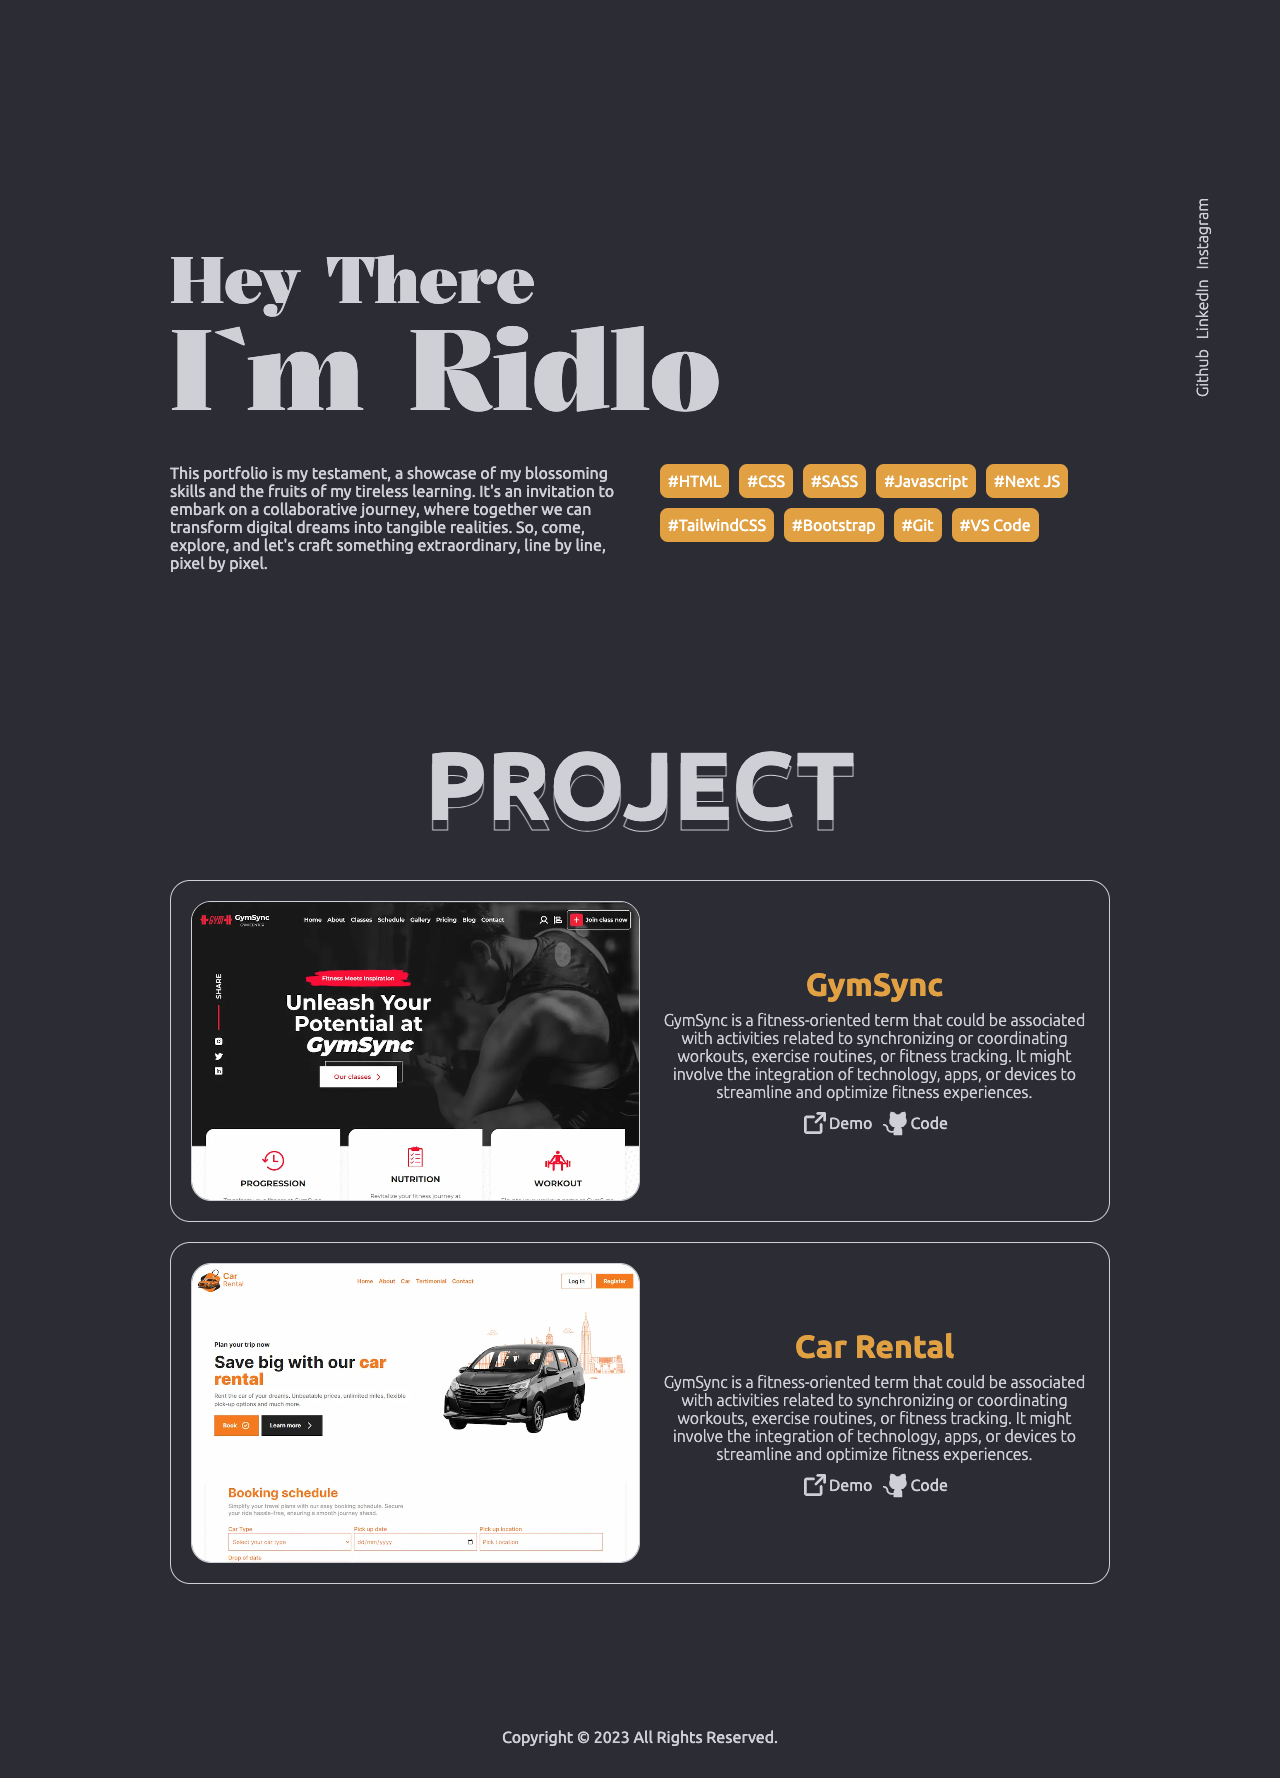 Instagram
LinkedIn
Github
Hey There
I`m Ridlo
This portfolio is my testament, a showcase of my blossoming
skills and the fruits of my tireless learning. It's an invitation to
embark on a collaborative journey, where together we can
transform digital dreams into tangible realities. So, come,
explore, and let's craft something extraordinary, line by line,
pixel by pixel.
#HTML #CSS #SASS #Javascript #Next JS
#TailwindCSS #Bootstrap #Git #VS Code
PROJECT
GYM GymSync
Home About Classes Schedule Gallery Pricing Blog Contact
Join class now
SHARE
Fitness Meets Inspiration
Unleash Your
Potential at
GymSync
Our classes
PROGRESSION
NUTRITION
Revitalize your fitness journey at
WORKOUT
GymSync
GymSync is a fitness-oriented term that could be associated
with activities related to synchronizing or coordinating
workouts, exercise routines, or fitness tracking. It might
involve the integration of technology, apps, or devices to
streamline and optimize fitness experiences.
Demo Code
Car
Rental
Home About Car Tertimonial Contact
Log In Register
Plan your trip now
Save big with our car
rental
Rent the car of your dreams. Unbeatable prices, unlimited miles, flexible
pick-up options and much more.
Book Learn more
Booking schedule
Simplify your travel plans with our easy booking schedule. Secure
your ride hassle-free, ensuring a smooth journey ahead.
Car Type Pick up date Pick up location
Select your car type dd/mm/yyyy Pick Location
Drop of date
Car Rental
GymSync is a fitness-oriented term that could be associated
with activities related to synchronizing or coordinating
workouts, exercise routines, or fitness tracking. It might
involve the integration of technology, apps, or devices to
streamline and optimize fitness experiences.
Demo Code
Copyright © 2023 All Rights Reserved.